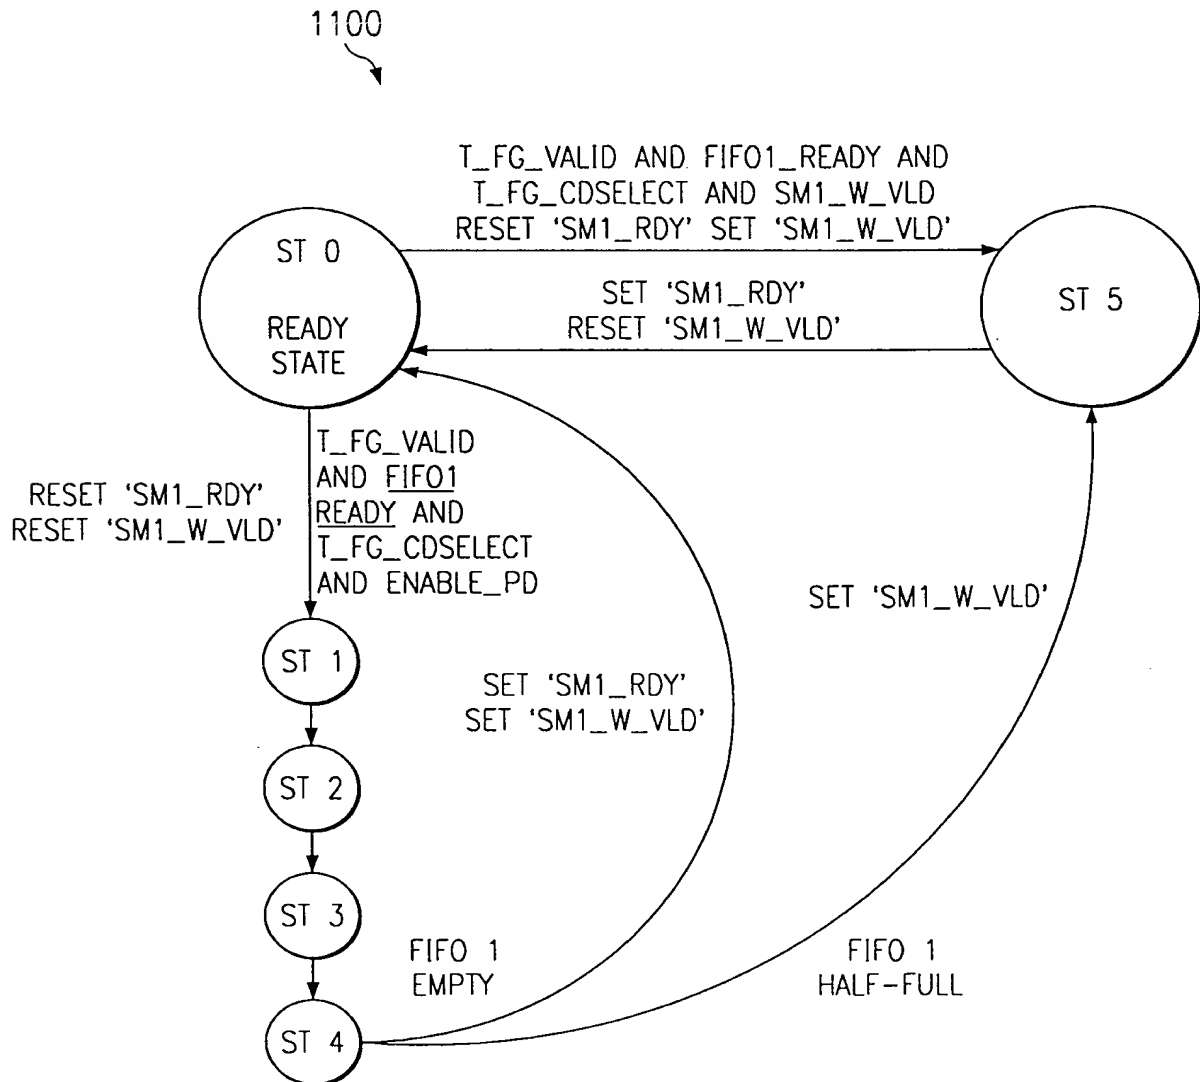 1100
T_FG_VALID AND FIFO1_READY AND
T_FG_CDSELECT AND SM1_W_VLD
RESET ‘SM1_RDY’ SET ‘SM1_W_VLD’
ST 0
READY
STATE
SET ‘SM1_RDY’
RESET ‘SM1_W_VLD’
ST 5
RESET ‘SM1_RDY’
RESET ‘SM1_W_VLD’
T_FG_VALID
AND FIFO1
READY AND
T_FG_CDSELECT
AND ENABLE_PD
SET ‘SM1_W_VLD’
ST 1
SET ‘SM1_RDY’
SET ‘SM1_W_VLD’
ST 2
ST 3
FIFO 1
EMPTY
FIFO 1
HALF-FULL
ST 4